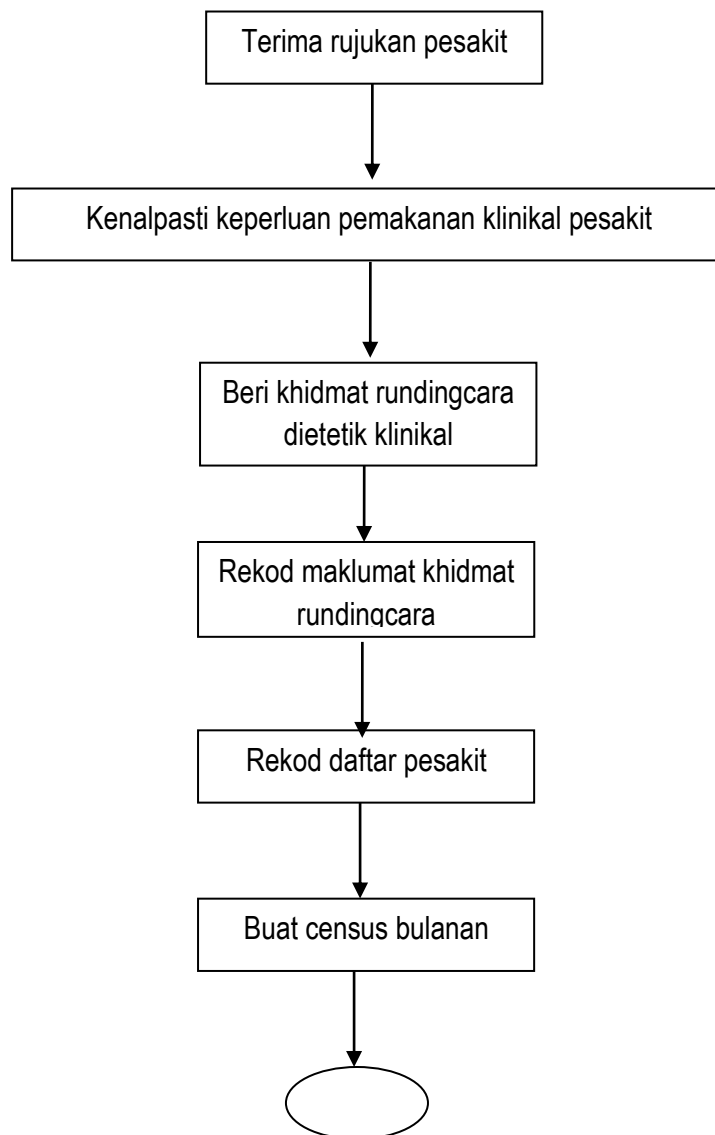 Terima rujukan pesakit
Kenalpasti keperluan pemakanan klinikal pesakit
Beri khidmat rundingcara
dietetik klinikal
Rekod maklumat khidmat
rundingcara
Rekod daftar pesakit
Buat census bulanan